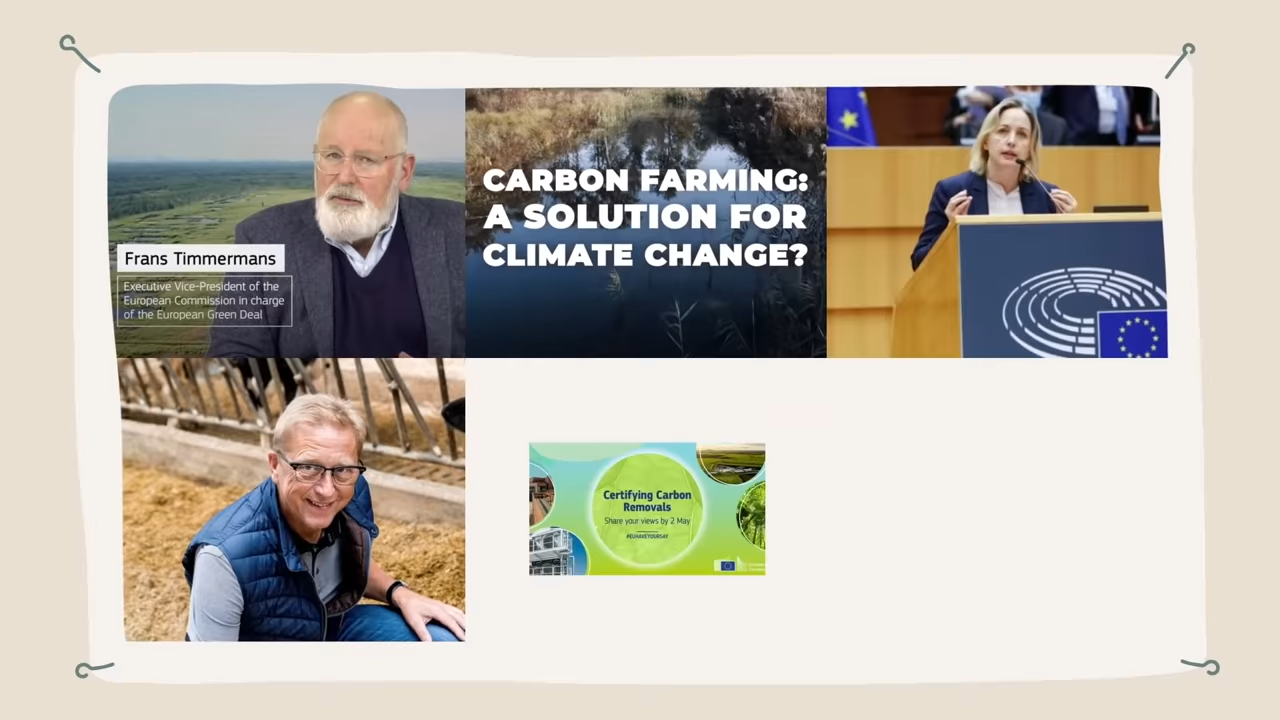 Frans Timmermans
Executive Vice-President of the
European Commission in charge
of the European Green Deal
CARBON FARMING:
A SOLUTION FOR
CLIMATE CHANGE?
Certifying Carbon
Removals
Share your views by 2 May
#EUHAVEYOURSAY